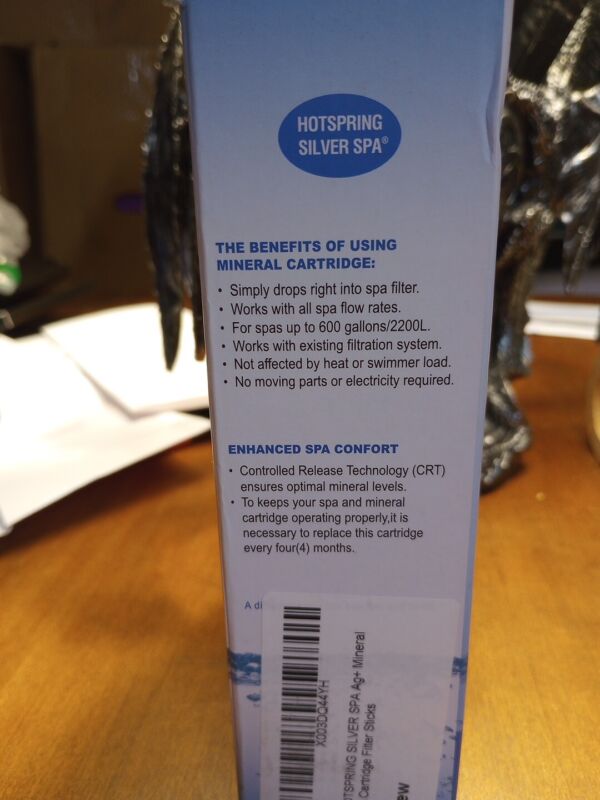 HOTSPRING
SILVER SPA®
THE BENEFITS OF USING
MINERAL CARTRIDGE:
• Simply drops right into spa filter.
• Works with all spa flow rates.
• For spas up to 600 gallons/2200L.
• Works with existing filtration system.
• Not affected by heat or swimmer load.
• No moving parts or electricity required.
ENHANCED SPA CONFORT
• Controlled Release Technology (CRT)
ensures optimal mineral levels.
• To keeps your spa and mineral
cartridge operating properly,it is
necessary to replace this cartridge
every four(4) months.
A di
X003DQ44YH
OTSPRING SILVER SPA Ag+ Mineral
Cartridge Filter Sticks
ew